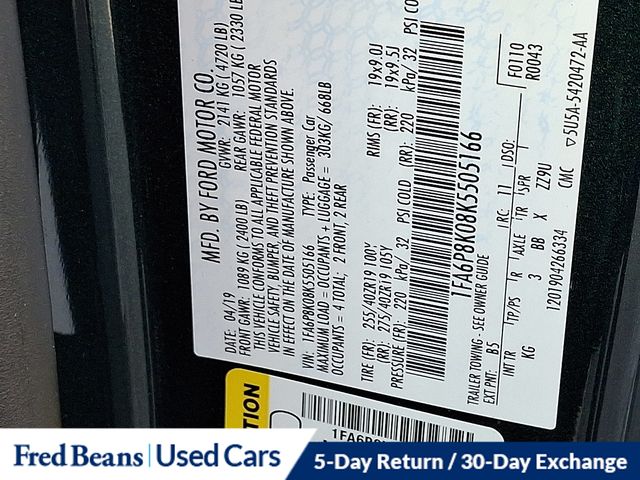 MFD. BY FORD MOTOR CO.
DATE: 04/19 GVWR: 2141 KG ( 4720 LB)
FRONT GAWR: 1089 KG ( 2400 LB) REAR GAWR: 1057 KG ( 2330 LB)
THIS VEHICLE CONFORMS TO ALL APPLICABLE FEDERAL MOTOR
VEHICLE SAFETY, BUMPER, AND THEFT PREVENTION STANDARDS
IN EFFECT ON THE DATE OF MANUFACTURE SHOWN ABOVE.
VIN: 1FA6P8K08K5505166 TYPE: Passenger Car
MAXIMUM LOAD = OCCUPANTS + LUGGAGE = 303KG/ 668LB
OCCUPANTS = 4 TOTAL; 2 FRONT, 2 REAR
TIRE (FR): 255/40ZR19 100Y RIMS (FR): 19x9.0J
(RR): 275/40ZR19 105Y (RR): 19x9.5J
PRESSURE (FR): 220 kPa/ 32 PSI COLD (RR): 220 kPa/ 32 PSI CO
1FA6P8K08K5505166
TRAILER TOWING - SEE OWNER GUIDE
EXT PNT: B5 RC: 11 DSO: F0110
R0043
INT TR TP/PS R AXLE TR SPR
KG 3 BB X ZZ9U
1201904266334 CMC ▽5U5A-5420472-AA
1FA6P8
Fred Beans | Used Cars 5-Day Return / 30-Day Exchange